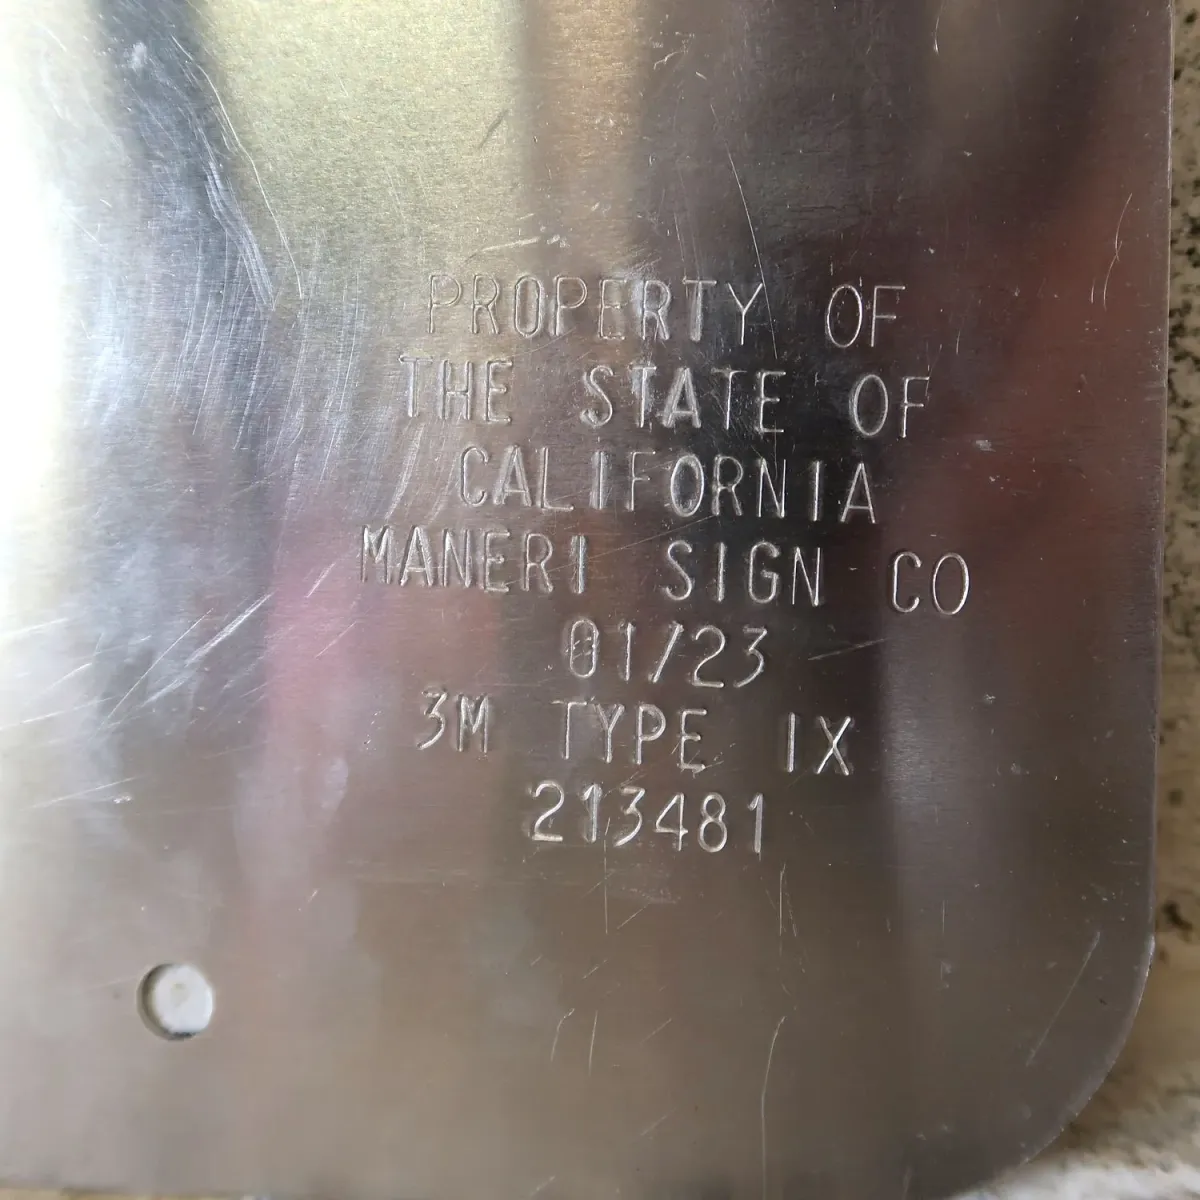 PROPERTY OF
THE STATE OF
CALIFORNIA
MANERI SIGN CO
01/23
3M TYPE IX
213481